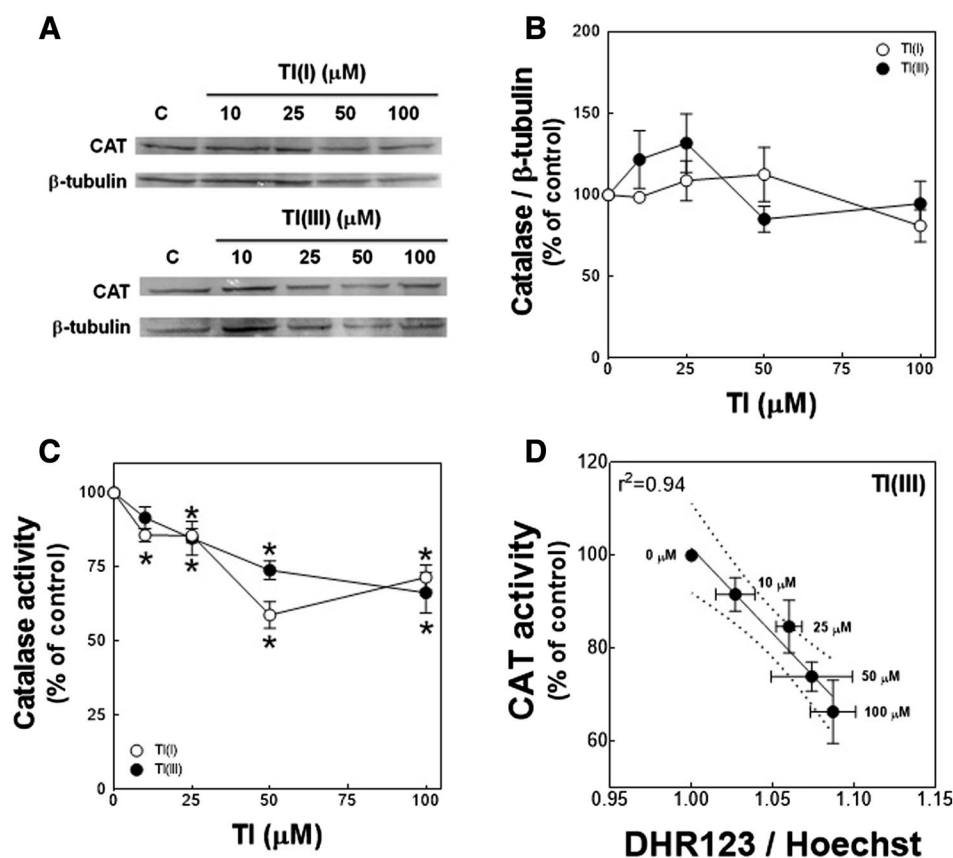 A
Tl(I) (μM)
C 10 25 50 100
CAT
β-tubulin
Tl(III) (μM)
C 10 25 50 100
CAT
β-tubulin
B
200
150
100
50
0
0 25 50 75 100
Catalase / β-tubulin
(% of control)
Tl (μM)
Tl(I)
Tl(III)
C
100
75
50
25
0
0 25 50 75 100
Catalase activity
(% of control)
Tl (μM)
* * * * * * *
Tl(I)
Tl(III)
D
120
100
80
60
0.95 1.00 1.05 1.10 1.15
CAT activity
(% of control)
DHR123 / Hoechst
r²=0.94
Tl(III)
0 μM
10 μM
25 μM
50 μM
100 μM